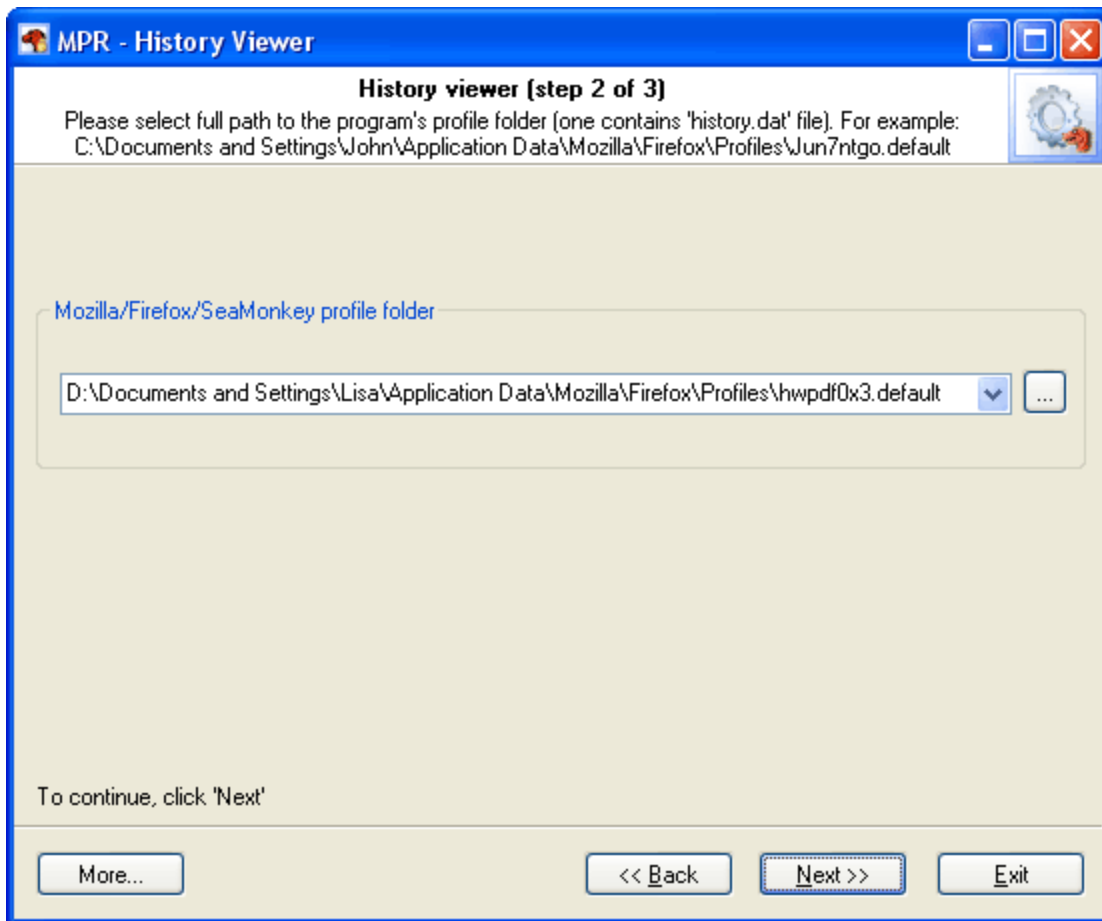 MPR - History Viewer
History viewer (step 2 of 3)
Please select full path to the program's profile folder (one contains 'history.dat' file). For example:
C:\Documents and Settings\John\Application Data\Mozilla\Firefox\Profiles\Jun7ntgo.default
Mozilla/Firefox/SeaMonkey profile folder
D:\Documents and Settings\Lisa\Application Data\Mozilla\Firefox\Profiles\hwpdf0x3.default
...
To continue, click 'Next'
More... << Back Next >> Exit